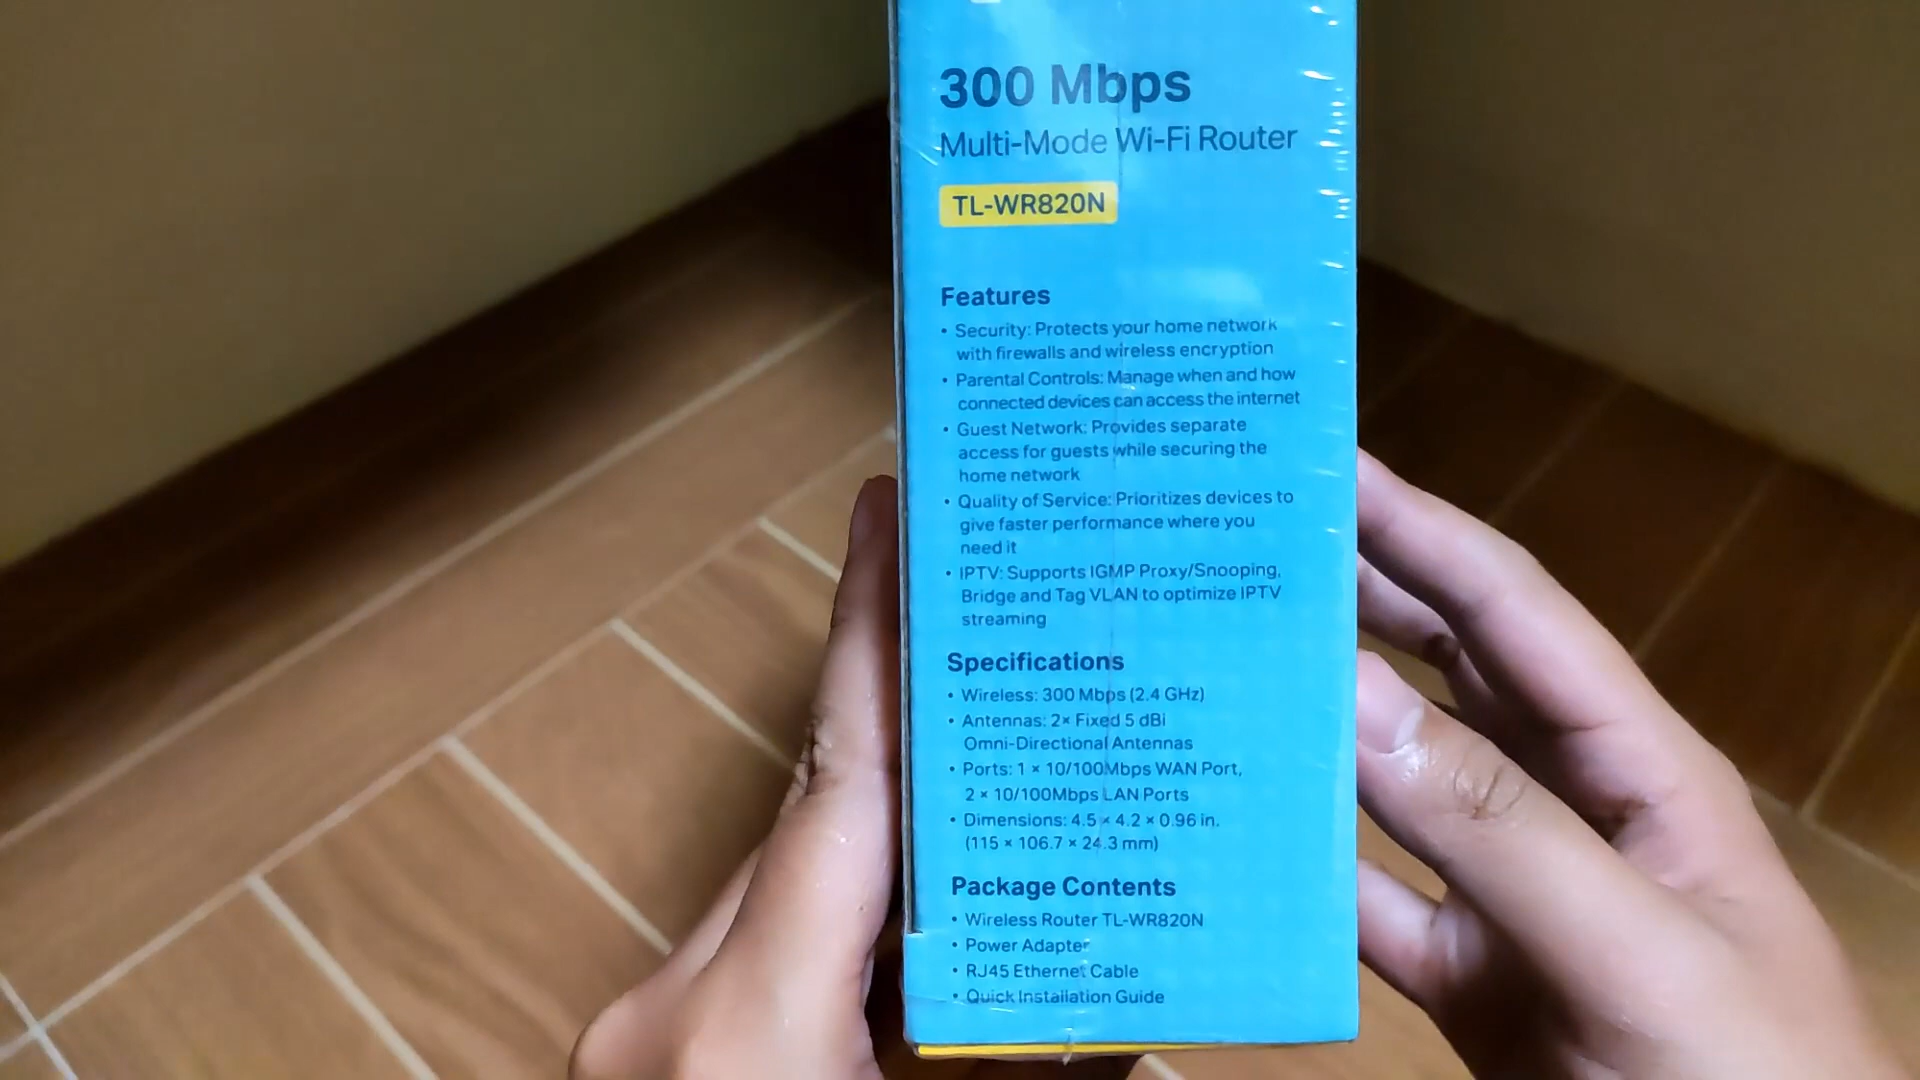 300 Mbps
Multi-Mode Wi-Fi Router
TL-WR820N
Features
• Security: Protects your home network
with firewalls and wireless encryption
• Parental Controls: Manage when and how
connected devices can access the internet
• Guest Network: Provides separate
access for guests while securing the
home network
• Quality of Service: Prioritizes devices to
give faster performance where you
need it
• IPTV: Supports IGMP Proxy/Snooping,
Bridge and Tag VLAN to optimize IPTV
streaming
Specifications
• Wireless: 300 Mbps (2.4 GHz)
• Antennas: 2× Fixed 5 dBi
Omni-Directional Antennas
• Ports: 1 × 10/100Mbps WAN Port,
2 × 10/100Mbps LAN Ports
• Dimensions: 4.5 × 4.2 × 0.96 in.
(115 × 106.7 × 24.3 mm)
Package Contents
• Wireless Router TL-WR820N
• Power Adapter
• RJ45 Ethernet Cable
• Quick Installation Guide